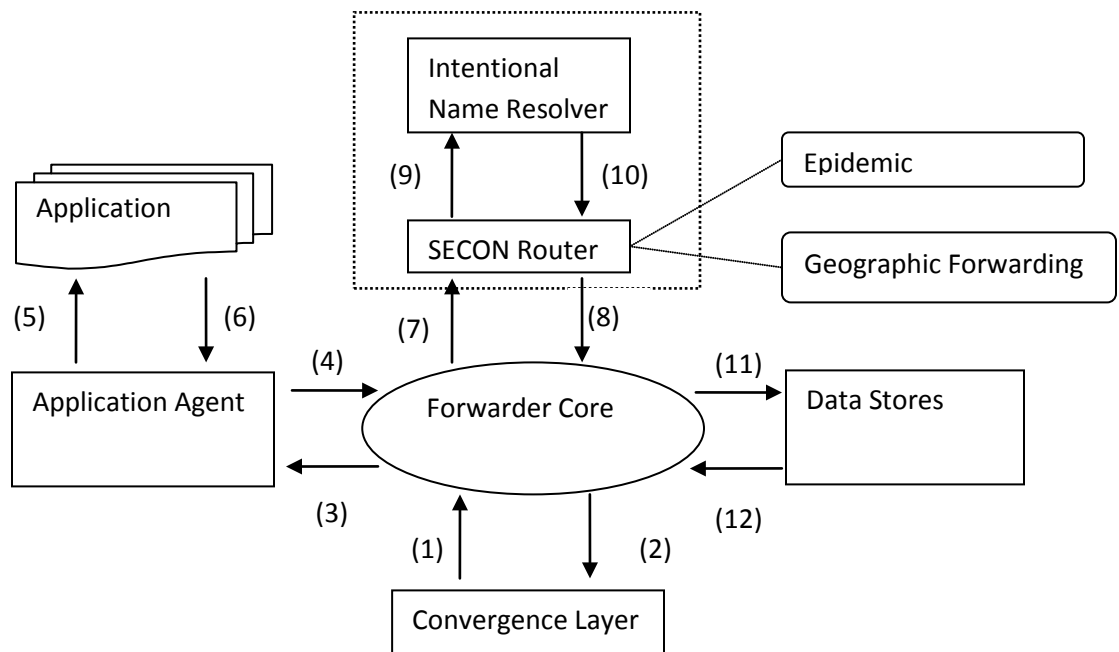 Intentional
Name Resolver
(9)
(10)
Epidemic
Application
SECON Router
Geographic Forwarding
(5)
(6)
(7)
(8)
(4)
(11)
Application Agent
Forwarder Core
Data Stores
(3)
(12)
(1)
(2)
Convergence Layer